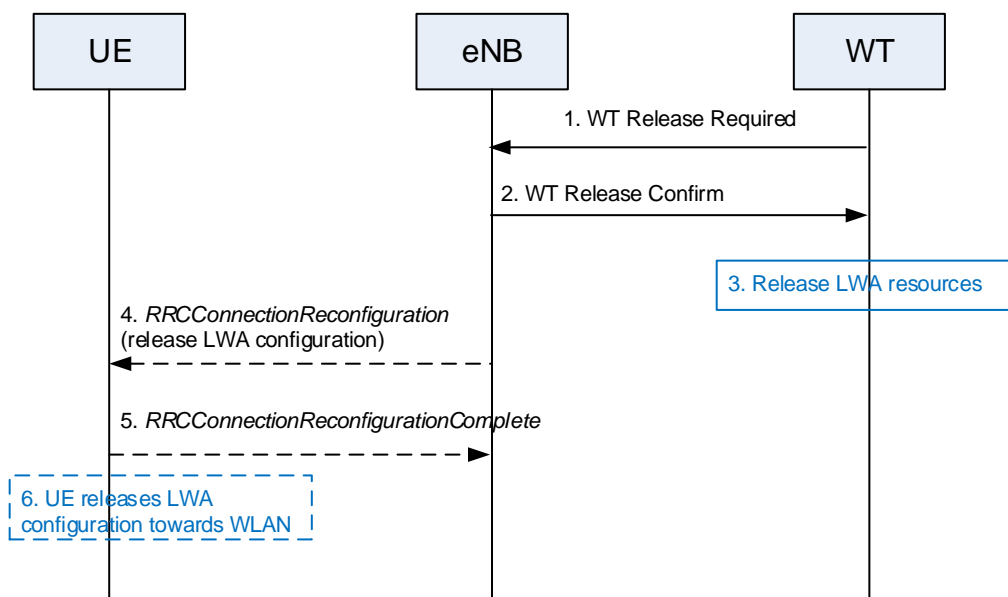 UE
eNB
WT
1. WT Release Required
2. WT Release Confirm
3. Release LWA resources
4. RRCConnectionReconfiguration
(release LWA configuration)
5. RRCConnectionReconfigurationComplete
6. UE releases LWA
configuration towards WLAN